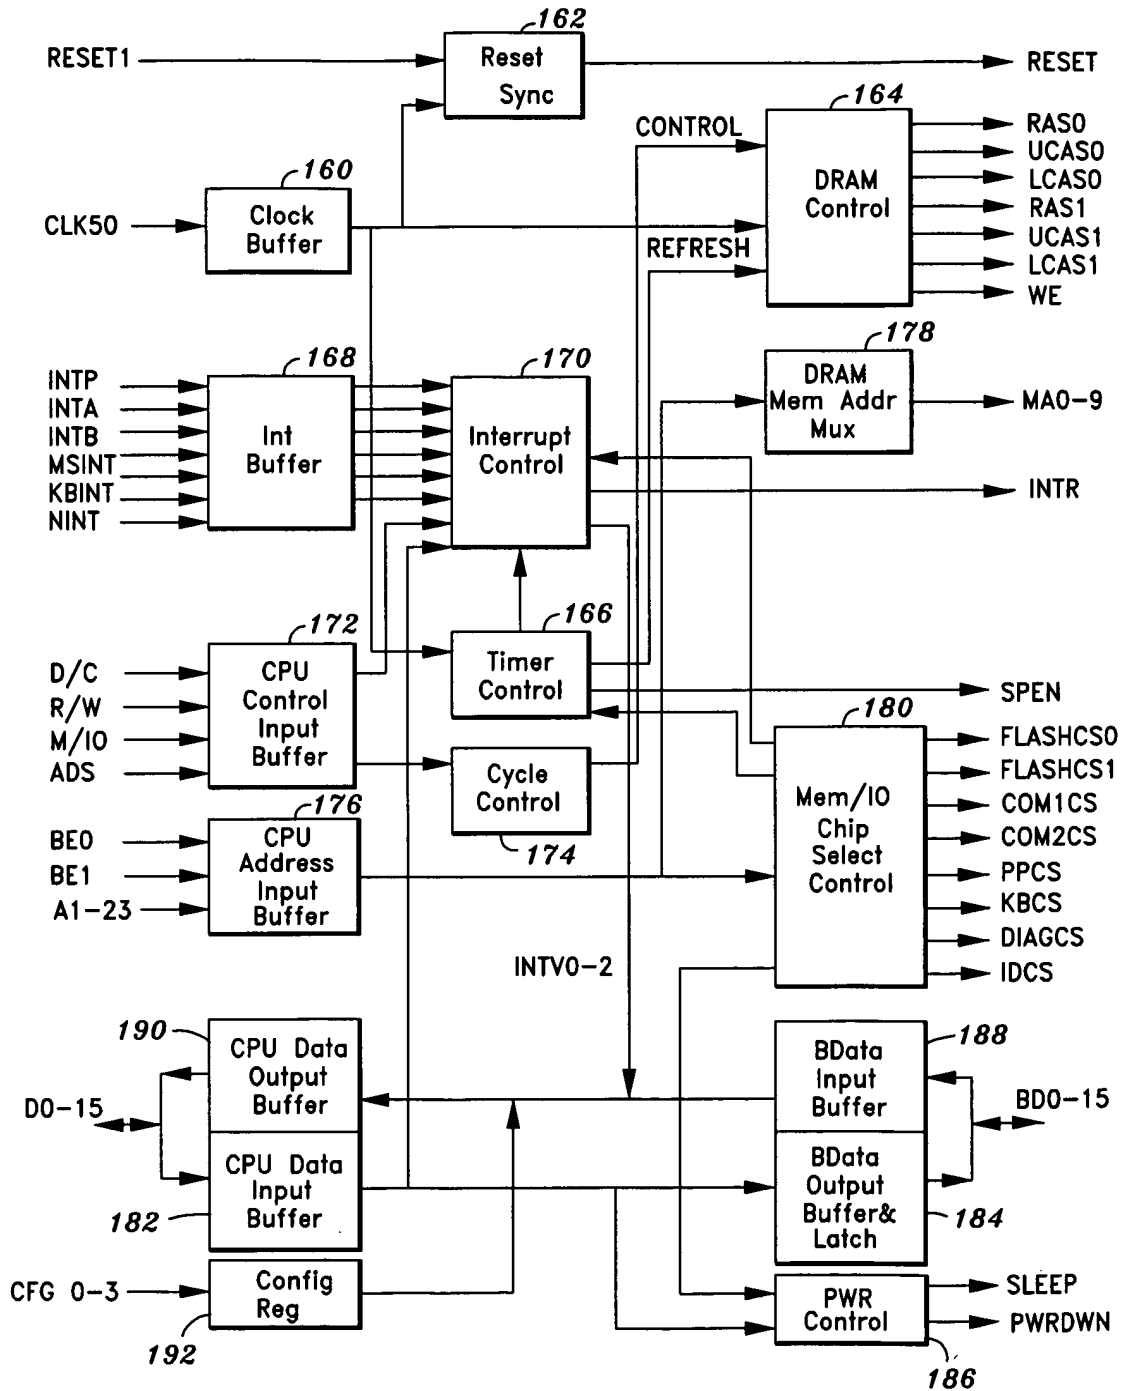 162
RESET1
Reset
Sync
RESET
164
CONTROL
DRAM
Control
RAS0
UCAS0
LCAS0
RAS1
UCAS1
LCAS1
WE
160
CLK50
Clock
Buffer
REFRESH
178
DRAM
Mem Addr
Mux
MA0-9
168
INTP
INTA
INTB
MSINT
KBINT
NINT
Int
Buffer
170
Interrupt
Control
INTR
172
D/C
R/W
M/IO
ADS
CPU
Control
Input
Buffer
166
Timer
Control
SPEN
Cycle
Control
174
180
Mem/IO
Chip
Select
Control
FLASHCS0
FLASHCS1
COM1CS
COM2CS
PPCS
KBCS
DIAGCS
IDCS
176
BE0
BE1
A1-23
CPU
Address
Input
Buffer
INTV0-2
190
CPU Data
Output
Buffer
D0-15
CPU Data
Input
Buffer
182
BData
Input
Buffer
188
BD0-15
BData
Output
Buffer&
Latch
184
CFG 0-3
Config
Reg
192
PWR
Control
SLEEP
PWRDWN
186